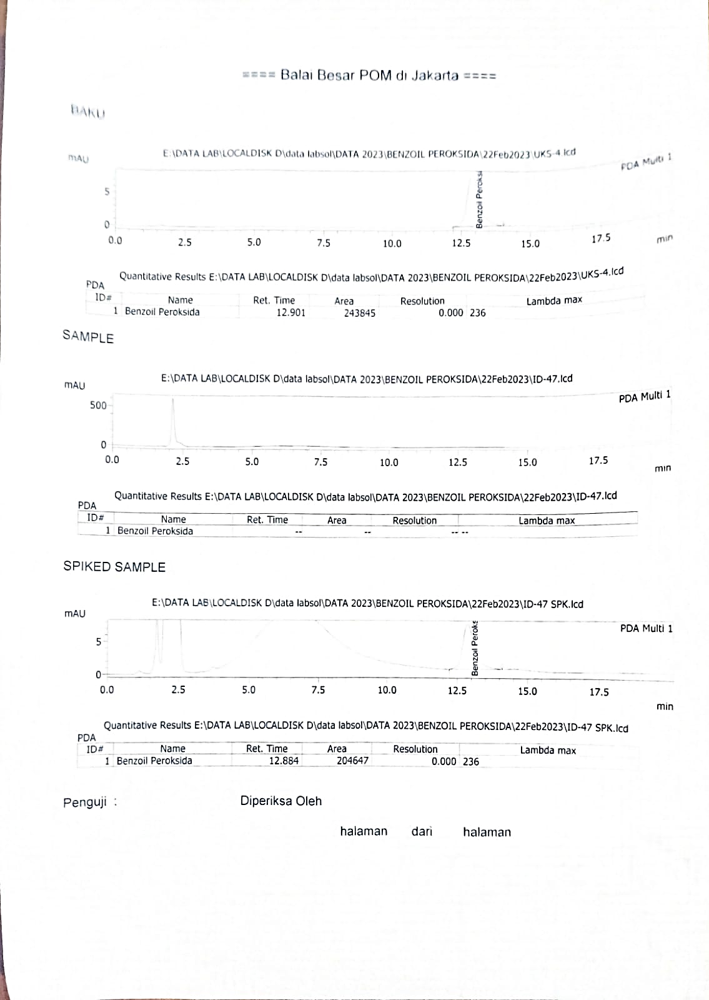 ==== Balai Besar POM di Jakarta ====
BAKU
E:\DATA LAB\LOCALDISK D\data labsol\DATA 2023\BENZOIL PEROKSIDA\22Feb2023\UKS-4.lcd
mAU
PDA Multi 1
5
0
Benzoil Peroksi
0.0 2.5 5.0 7.5 10.0 12.5 15.0 17.5 min
Quantitative Results E:\DATA LAB\LOCALDISK D\data labsol\DATA 2023\BENZOIL PEROKSIDA\22Feb2023\UKS-4.lcd
PDA
ID# Name Ret. Time Area Resolution Lambda max
1 Benzoil Peroksida 12.901 243845 0.000 236
SAMPLE
E:\DATA LAB\LOCALDISK D\data labsol\DATA 2023\BENZOIL PEROKSIDA\22Feb2023\ID-47.lcd
mAU
PDA Multi 1
500
0
0.0 2.5 5.0 7.5 10.0 12.5 15.0 17.5
min
Quantitative Results E:\DATA LAB\LOCALDISK D\data labsol\DATA 2023\BENZOIL PEROKSIDA\22Feb2023\ID-47.lcd
PDA
ID# Name Ret. Time Area Resolution Lambda max
1 Benzoil Peroksida -- -- -- --
SPIKED SAMPLE
E:\DATA LAB\LOCALDISK D\data labsol\DATA 2023\BENZOIL PEROKSIDA\22Feb2023\ID-47 SPK.lcd
mAU
PDA Multi 1
5
0
Benzoil Peroks
0.0 2.5 5.0 7.5 10.0 12.5 15.0 17.5
min
Quantitative Results E:\DATA LAB\LOCALDISK D\data labsol\DATA 2023\BENZOIL PEROKSIDA\22Feb2023\ID-47 SPK.lcd
PDA
ID# Name Ret. Time Area Resolution Lambda max
1 Benzoil Peroksida 12.884 204647 0.000 236
Penguji : Diperiksa Oleh
halaman dari halaman